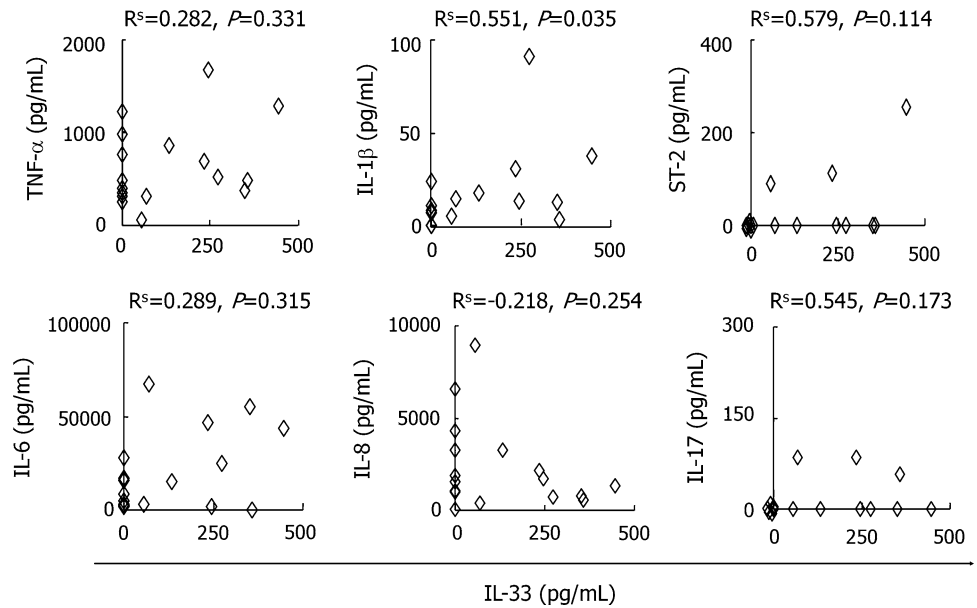 Rˢ=0.282, P=0.331
TNF-α (pg/mL)
2000
1000
0
0 250 500
Rˢ=0.551, P=0.035
IL-1β (pg/mL)
100
50
0
0 250 500
Rˢ=0.579, P=0.114
ST-2 (pg/mL)
400
200
0
0 250 500
Rˢ=0.289, P=0.315
IL-6 (pg/mL)
100000
50000
0
0 250 500
Rˢ=-0.218, P=0.254
IL-8 (pg/mL)
10000
5000
0
0 250 500
Rˢ=0.545, P=0.173
IL-17 (pg/mL)
300
150
0
0 250 500
IL-33 (pg/mL)